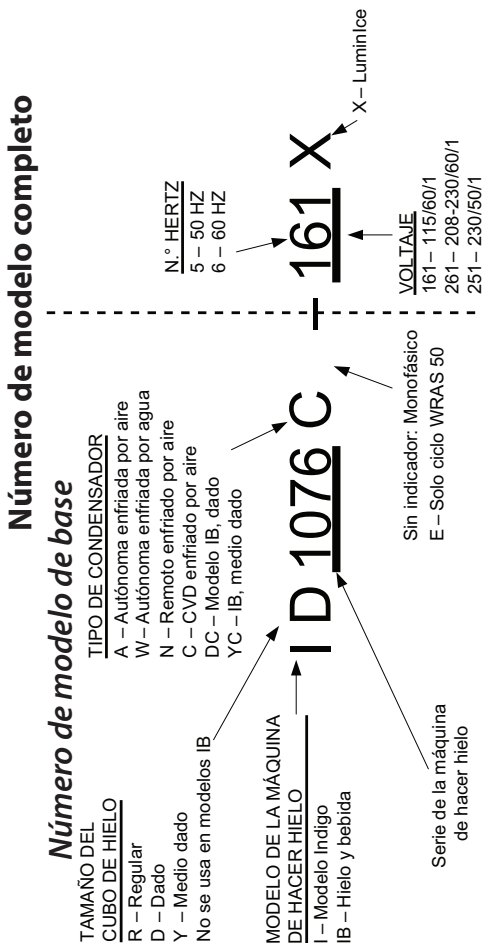 Número de modelo completo
Número de modelo de base
TAMAÑO DEL
CUBO DE HIELO
R – Regular
D – Dado
Y – Medio dado
No se usa en modelos IB
TIPO DE CONDENSADOR
A – Autónoma enfriada por aire
W – Autónoma enfriada por agua
N – Remoto enfriado por aire
C – CVD enfriado por aire
DC – Modelo IB, dado
YC – IB, medio dado
N.° HERTZ
5 – 50 HZ
6 – 60 HZ
I D 1076 C – 161 X
X – LuminIce
MODELO DE LA MÁQUINA
DE HACER HIELO
I – Modelo Indigo
IB – Hielo y bebida
Serie de la máquina
de hacer hielo
Sin indicador: Monofásico
E – Solo ciclo WRAS 50
VOLTAJE
161 – 115/60/1
261 – 208-230/60/1
251 – 230/50/1